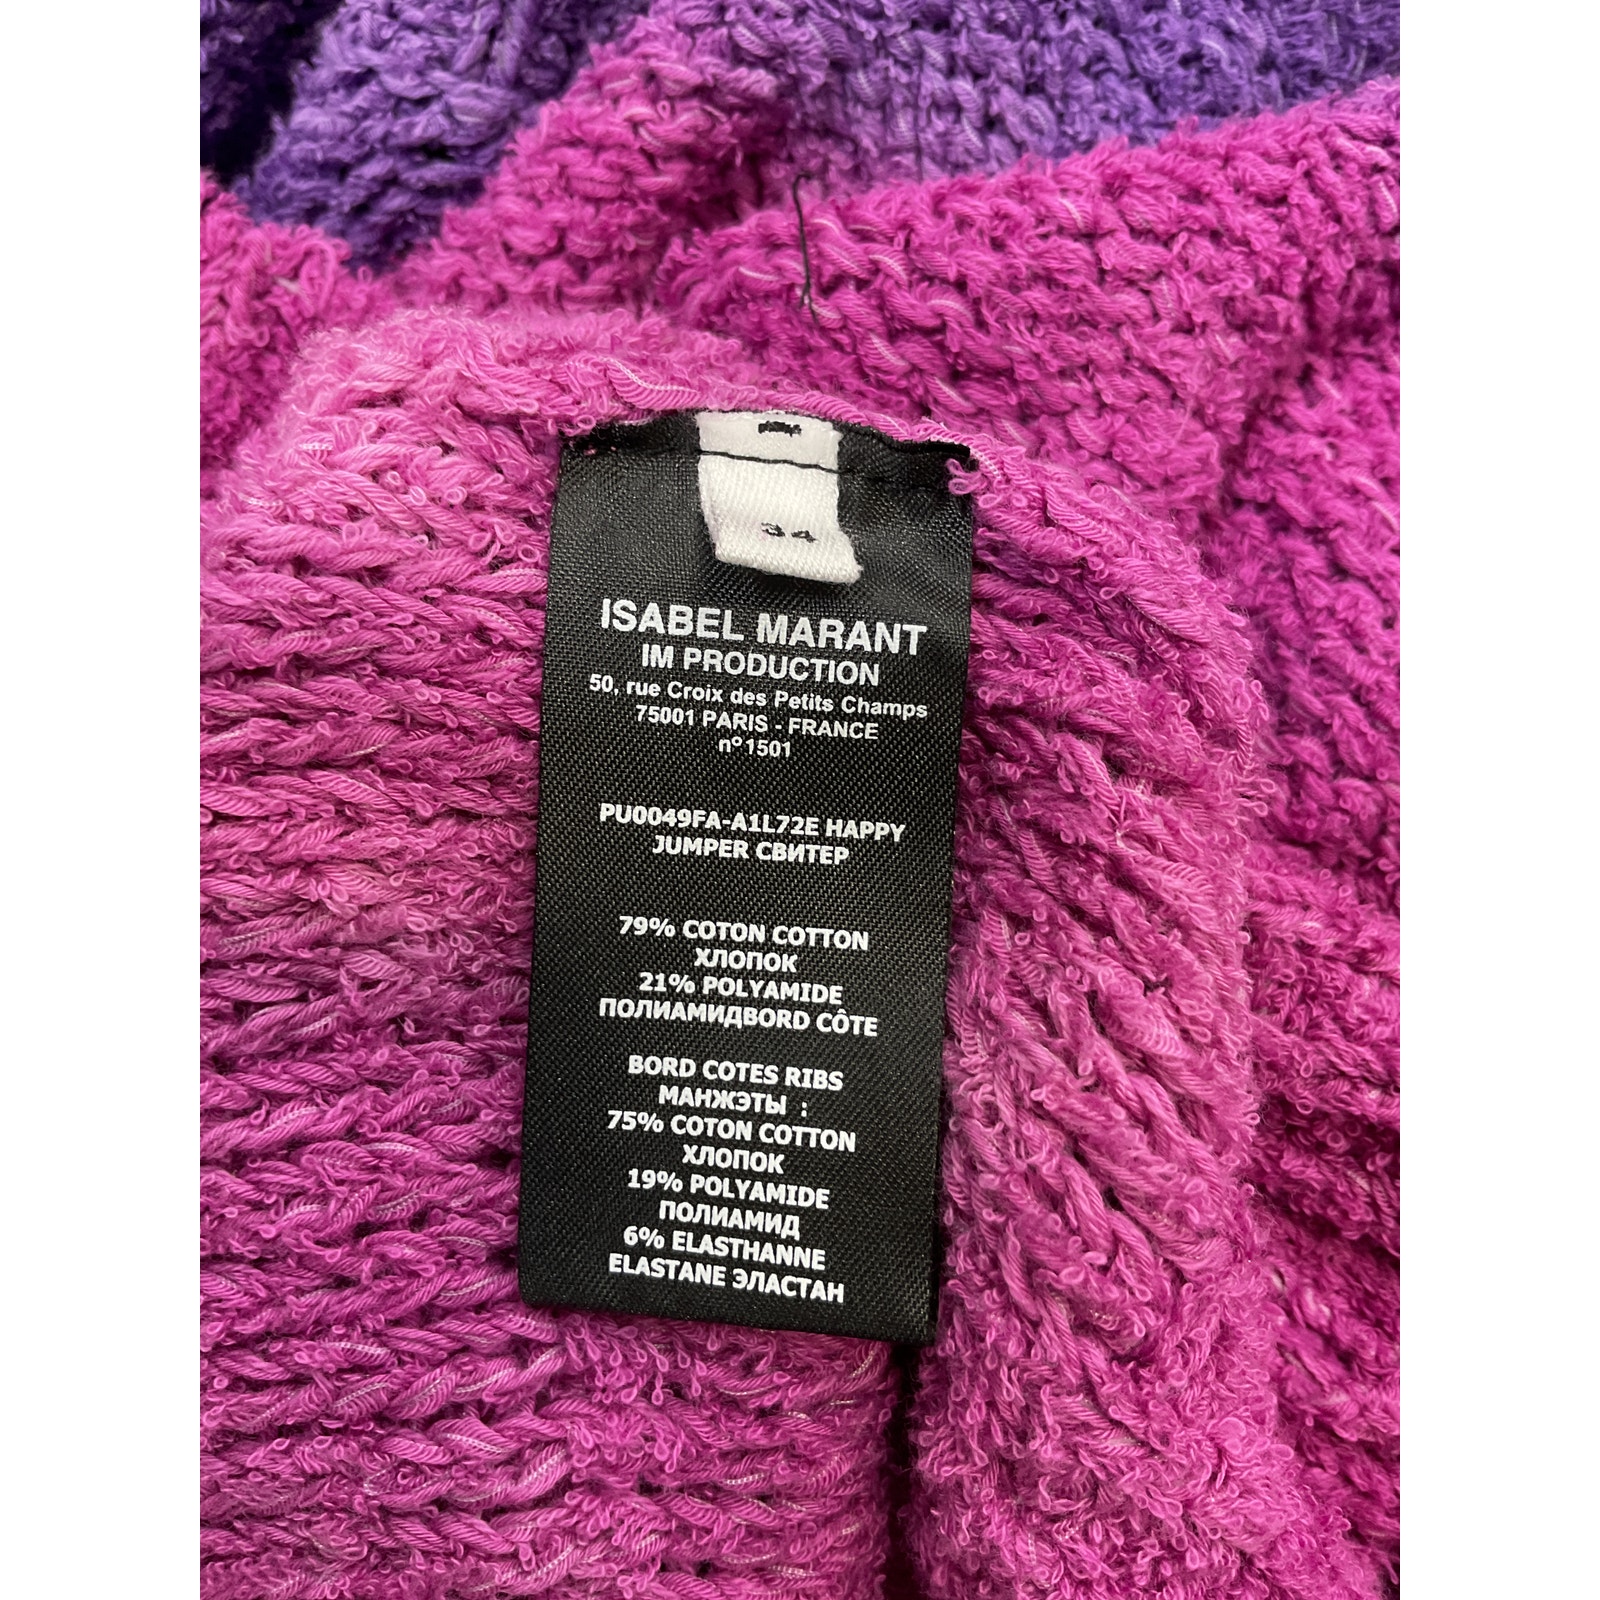 34
ISABEL MARANT
IM PRODUCTION
50, rue Croix des Petits Champs
75001 PARIS - FRANCE
n°1501
PU0049FA-A1L72E HAPPY
JUMPER СВИТЕР
79% COTON COTTON
ХЛОПОК
21% POLYAMIDE
ПОЛИАМИДBORD CÔTE
BORD COTES RIBS
МАНЖЭТЫ :
75% COTON COTTON
ХЛОПОК
19% POLYAMIDE
ПОЛИАМИД
6% ELASTHANNE
ELASTANE ЭЛАСТАН